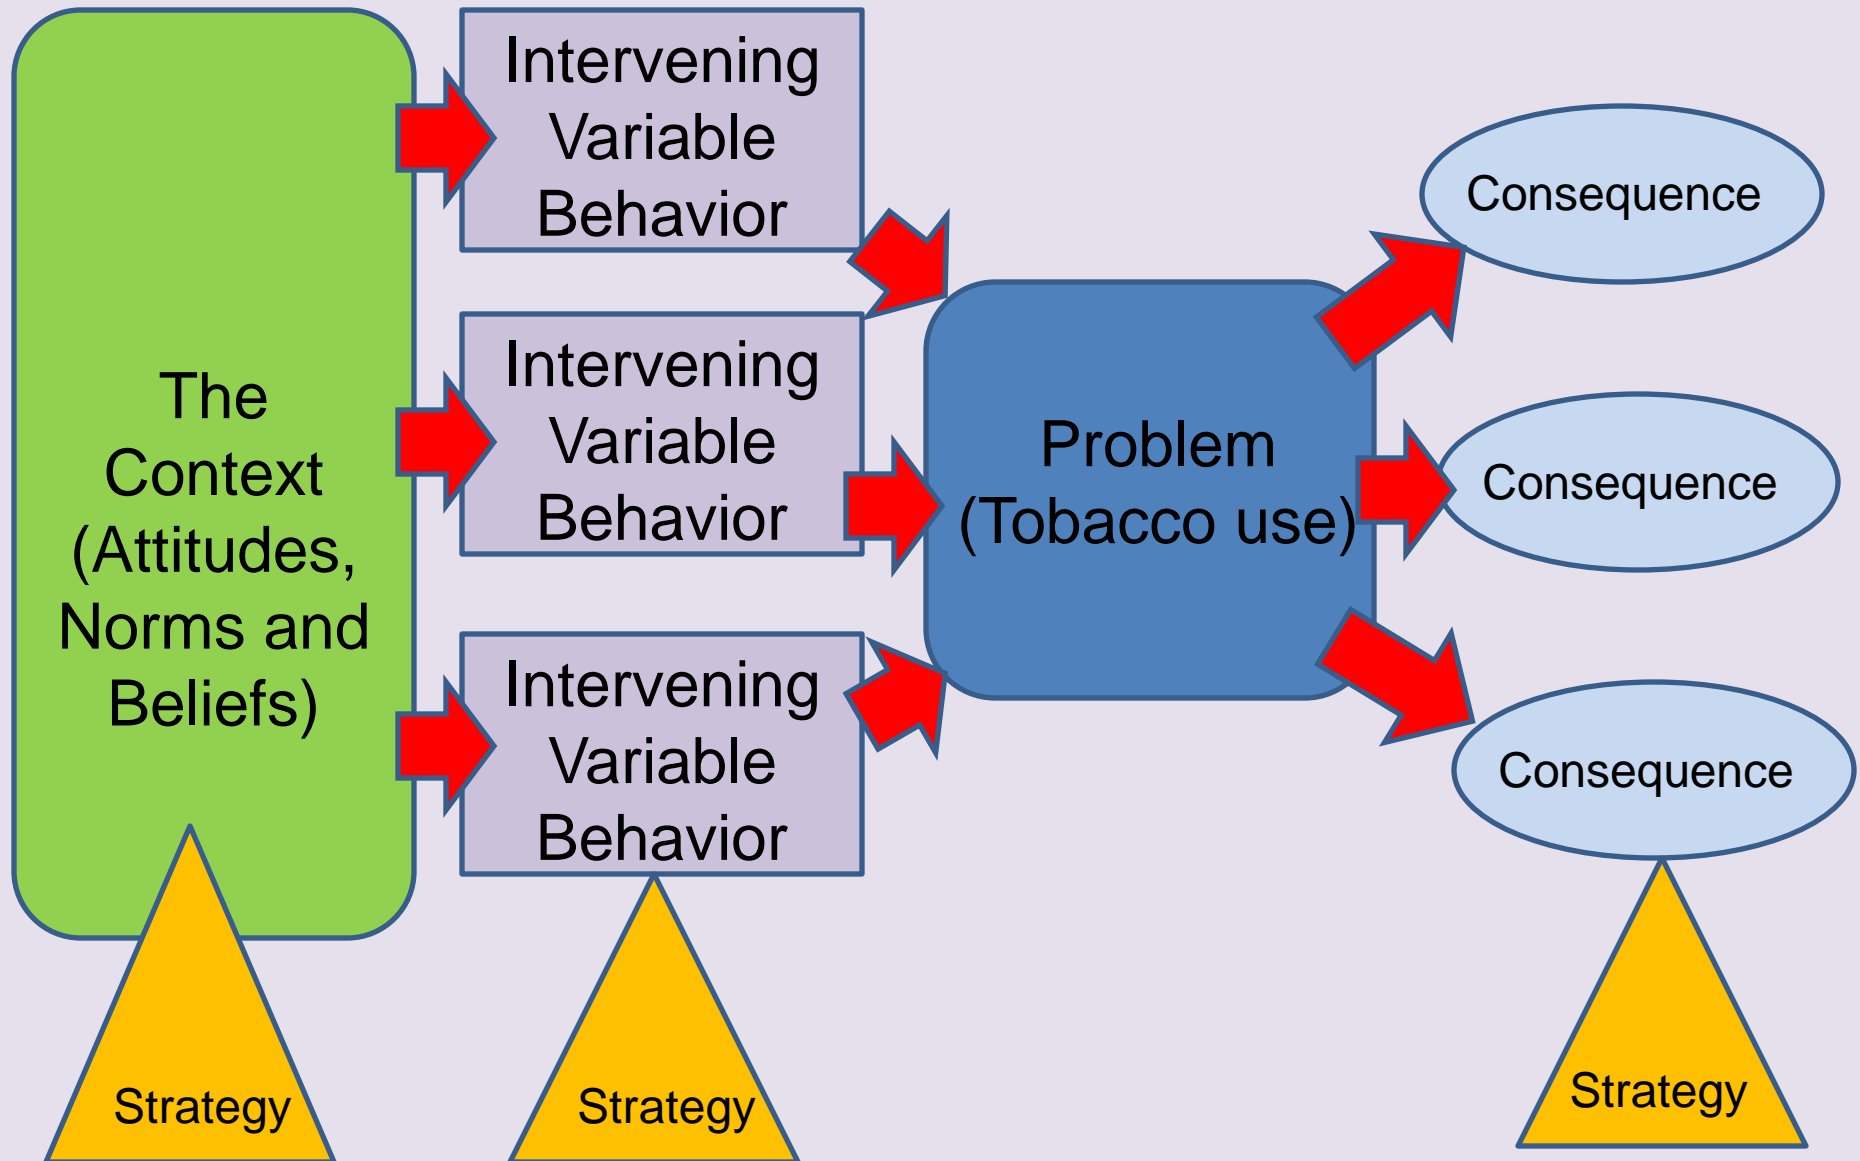 The
Context
(Attitudes,
Norms and
Beliefs)
Intervening
Variable
Behavior
Intervening
Variable
Behavior
Intervening
Variable
Behavior
Problem
(Tobacco use)
Consequence
Consequence
Consequence
Strategy
Strategy
Strategy